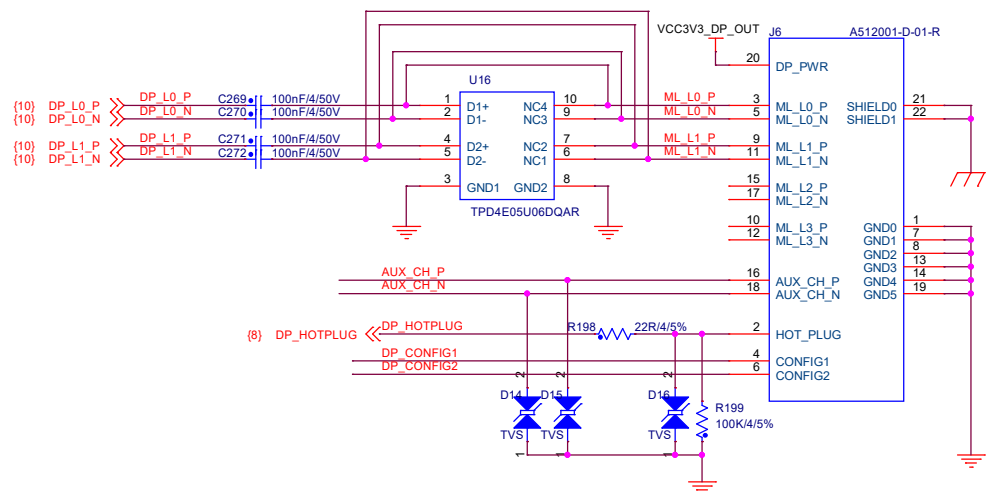 VCC3V3_DP_OUT
J6 A512001-D-01-R
20 DP_PWR
U16
{10} DP_L0_P DP_L0_P C269 100nF/4/50V 1 D1+ NC4 10 ML_L0_P 3 ML_L0_P SHIELD0 21
{10} DP_L0_N DP_L0_N C270 100nF/4/50V 2 D1- NC3 9 ML_L0_N 5 ML_L0_N SHIELD1 22
{10} DP_L1_P DP_L1_P C271 100nF/4/50V 4 D2+ NC2 7 ML_L1_P 9 ML_L1_P
{10} DP_L1_N DP_L1_N C272 100nF/4/50V 5 D2- NC1 6 ML_L1_N 11 ML_L1_N
3 GND1 GND2 8 15 ML_L2_P
17 ML_L2_N
TPD4E05U06DQAR
10 ML_L3_P GND0 1
12 ML_L3_N GND1 7
GND2 8
GND3 13
AUX_CH_P 16 AUX_CH_P GND4 14
AUX_CH_N 18 AUX_CH_N GND5 19
{8} DP_HOTPLUG DP_HOTPLUG R198 22R/4/5% 2 HOT_PLUG
DP_CONFIG1 4 CONFIG1
DP_CONFIG2 6 CONFIG2
2 2 2
D14 D15 D16
R199
100K/4/5%
TVS TVS TVS
1 1 1